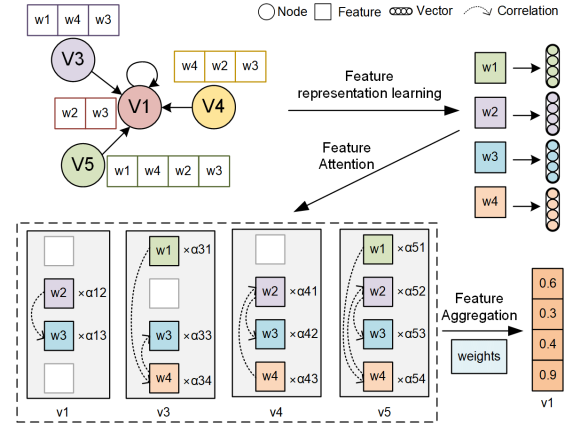 Node Feature Vector Correlation
w1 w4 w3
V3
w4 w2 w3
w2 w3
V1
V4
V5
w1 w4 w2 w3
Feature
representation learning
Feature
Attention
w1
w2
w3
w4
w2 ×α12
w3 ×α13
v1
w1 ×α31
w3 ×α33
w4 ×α34
v3
w2 ×α41
w3 ×α42
w4 ×α43
v4
w1 ×α51
w2 ×α52
w3 ×α53
w4 ×α54
v5
Feature
Aggregation
weights
0.6
0.3
0.4
0.9
v1